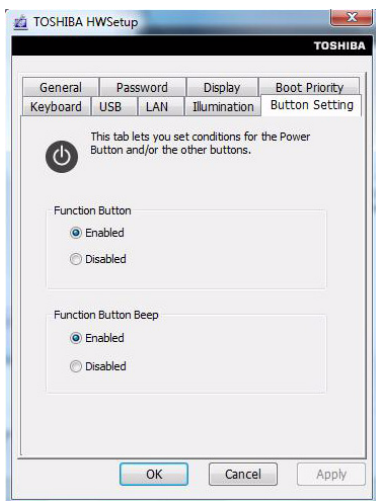 TOSHIBA HWSetup
TOSHIBA
General Password Display Boot Priority
Keyboard USB LAN Illumination Button Setting
This tab lets you set conditions for the Power
Button and/or the other buttons.
Function Button
Enabled
Disabled
Function Button Beep
Enabled
Disabled
OK Cancel Apply